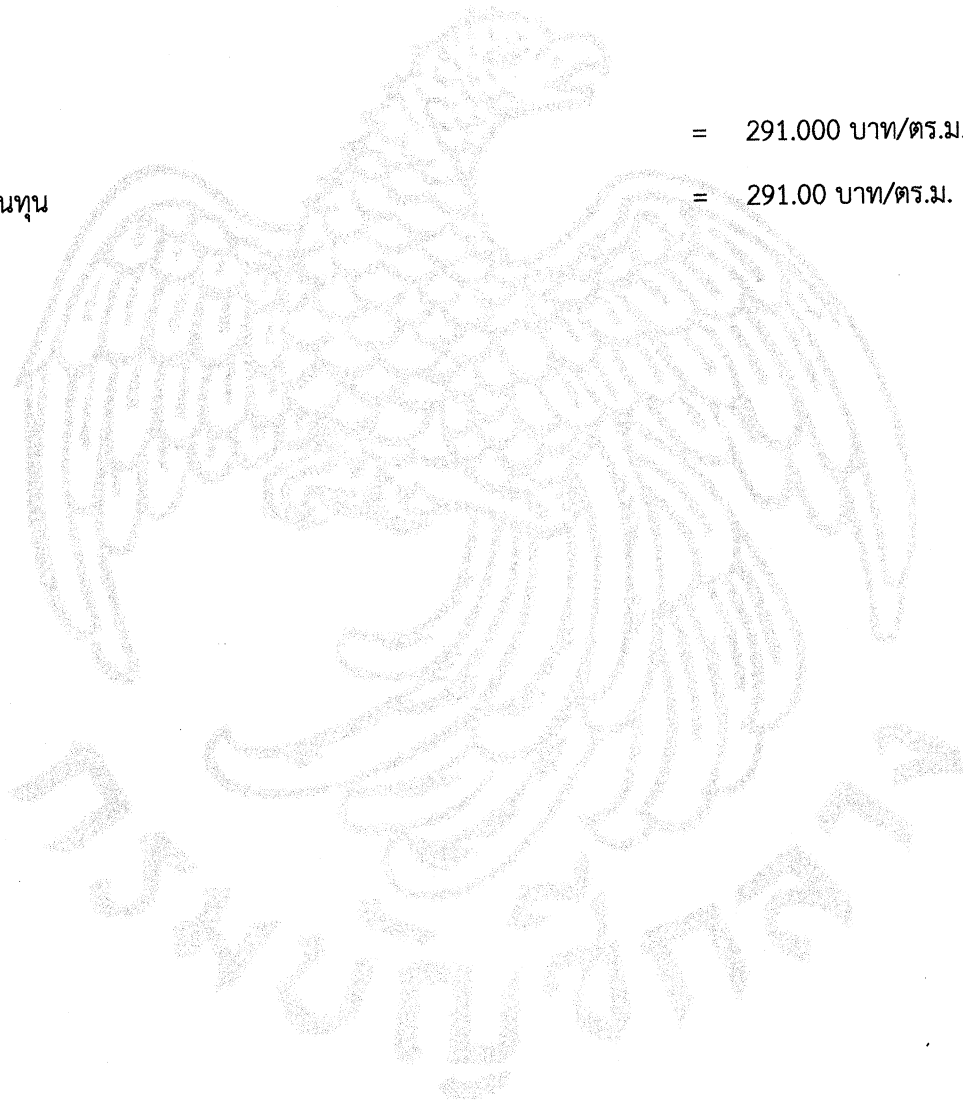 = 291.000 บาท/ตร.ม.
นทุน = 291.00 บาท/ตร.ม.
กรมบัญชีกลาง